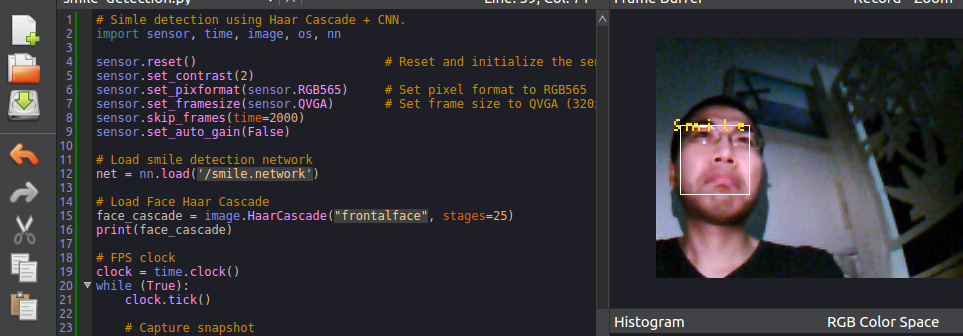 smile_detection.py
Line: 39, Col: 71
Frame Buffer
Record
Zoom
1 # Simle detection using Haar Cascade + CNN.
2 import sensor, time, image, os, nn
3
4 sensor.reset() # Reset and initialize the sen
5 sensor.set_contrast(2)
6 sensor.set_pixformat(sensor.RGB565) # Set pixel format to RGB565
7 sensor.set_framesize(sensor.QVGA) # Set frame size to QVGA (320x
8 sensor.skip_frames(time=2000)
9 sensor.set_auto_gain(False)
10
11 # Load smile detection network
12 net = nn.load('/smile.network')
13
14 # Load Face Haar Cascade
15 face_cascade = image.HaarCascade("frontalface", stages=25)
16 print(face_cascade)
17
18 # FPS clock
19 clock = time.clock()
20 while (True):
21 clock.tick()
22
23 # Capture snapshot
Smile
Histogram
RGB Color Space